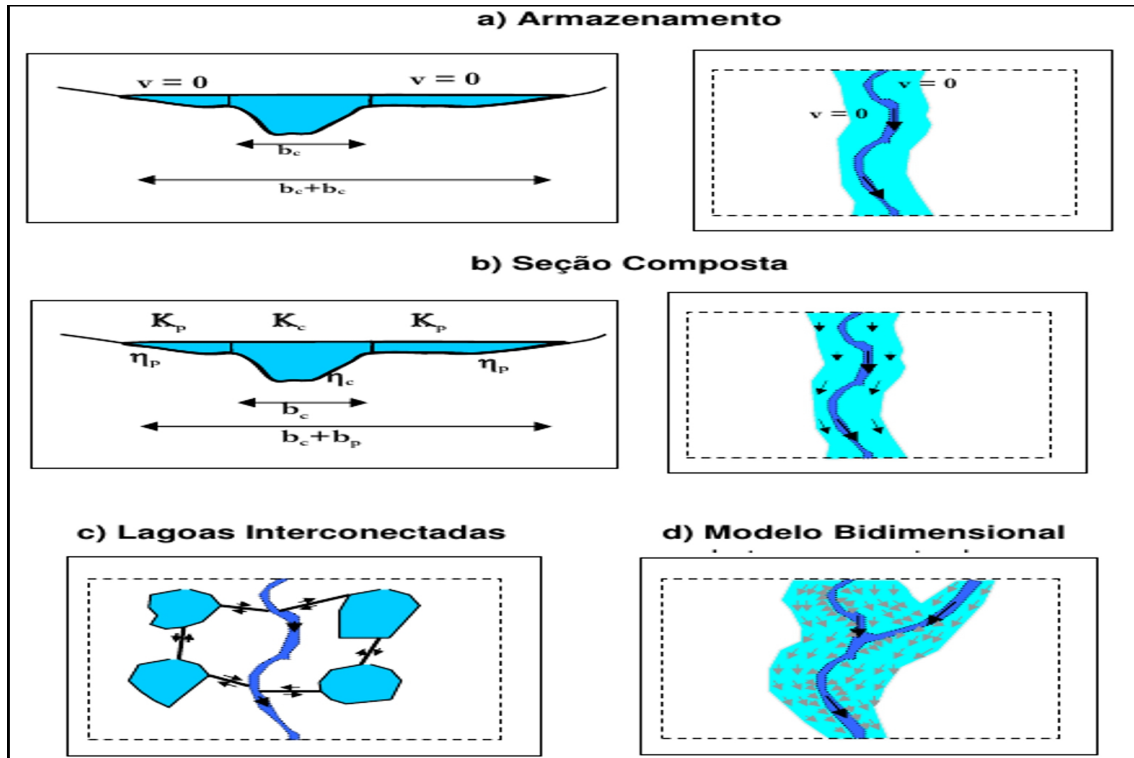 a) Armazenamento
v = 0 v = 0
b꜀
b꜀+b꜀
v = 0
v = 0
b) Seção Composta
Kₚ K꜀ Kₚ
ηₚ η꜀ ηₚ
b꜀
b꜀+bₚ
c) Lagoas Interconectadas
d) Modelo Bidimensional